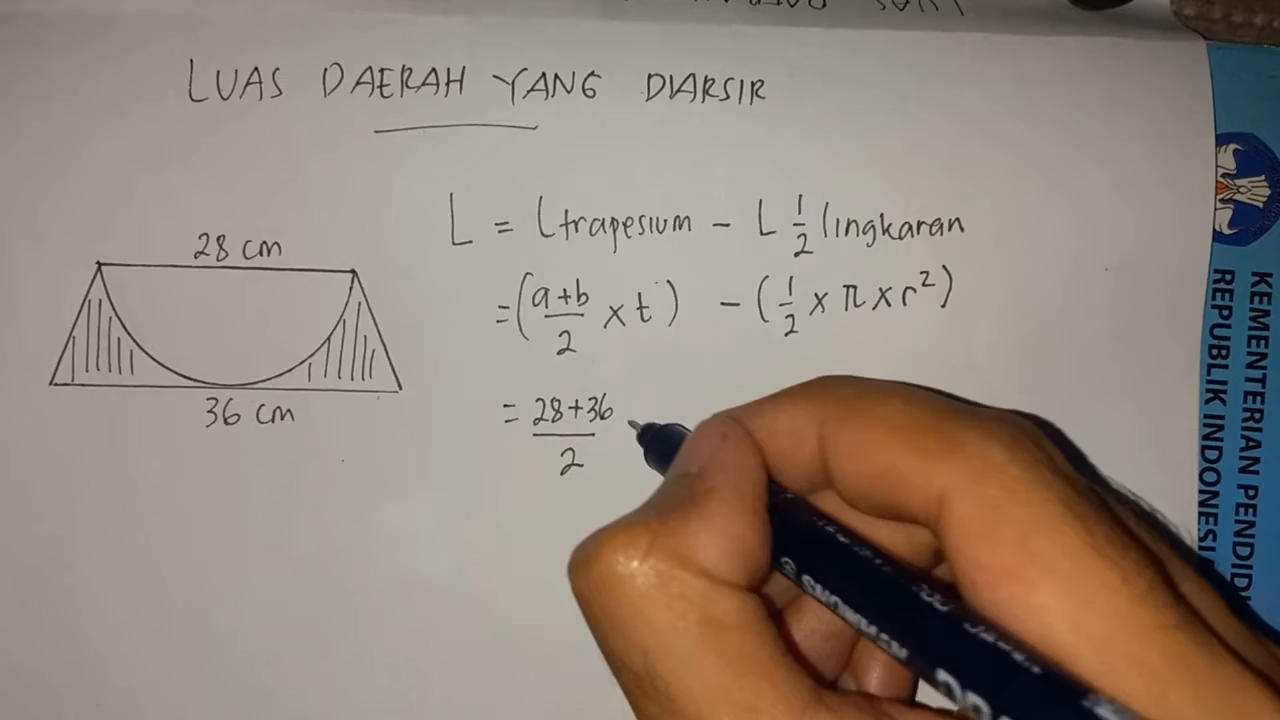 LUAS DAERAH YANG DIARSIR
28 cm
36 cm
L = L trapesium - L 1/2 lingkaran
= (a+b/2 x t) - (1/2 x π x r²)
= 28+36/2
KEMENTERIAN PENDIDI
REPUBLIK INDONESI
SNOWMAN